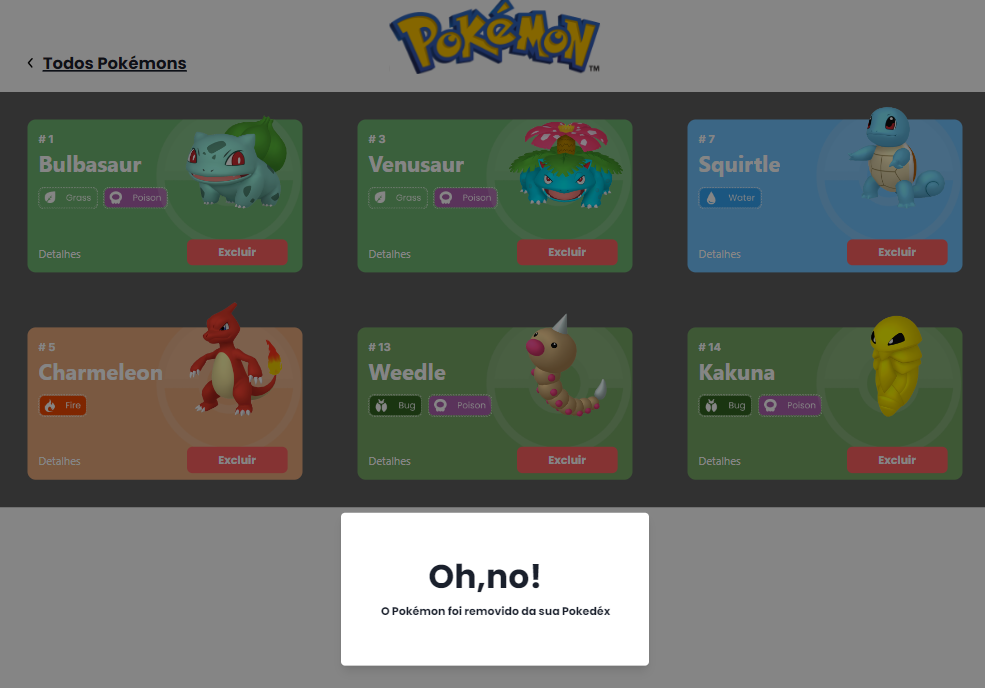 POKÉMON
TM
< Todos Pokémons
#1
Bulbasaur
Grass Poison
Detalhes Excluir
#3
Venusaur
Grass Poison
Detalhes Excluir
#7
Squirtle
Water
Detalhes Excluir
#5
Charmeleon
Fire
Detalhes Excluir
#13
Weedle
Bug Poison
Detalhes Excluir
#14
Kakuna
Bug Poison
Detalhes Excluir
Oh,no!
O Pokémon foi removido da sua Pokedéx